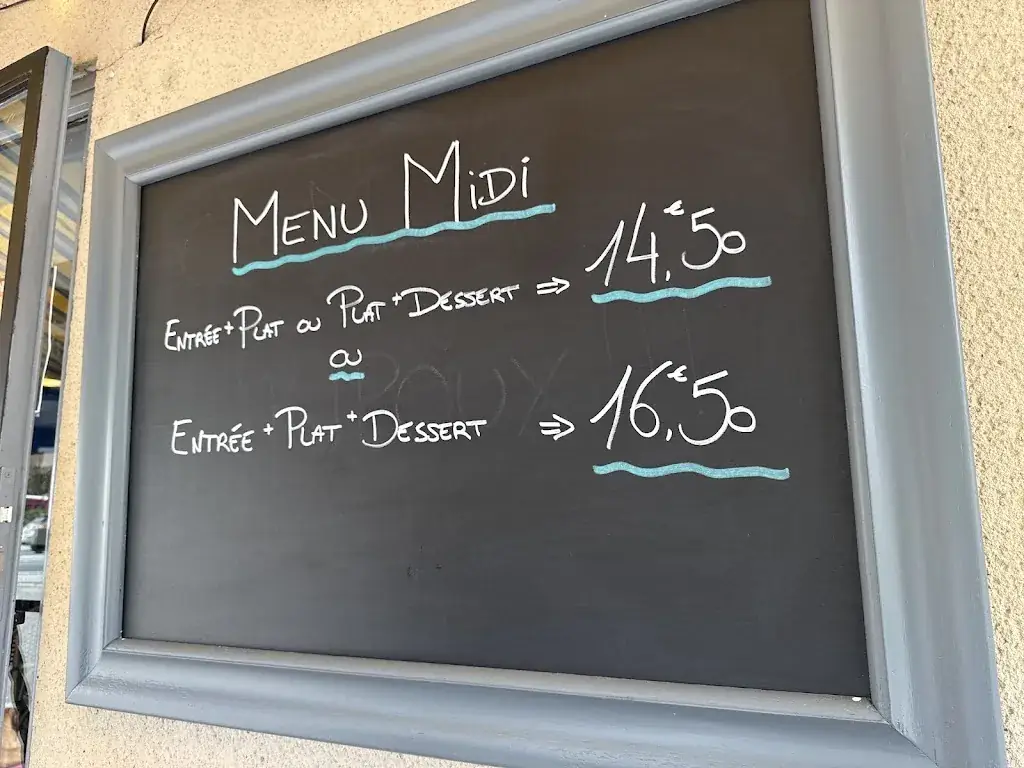 MENU MIDI
ENTRÉE + PLAT OU PLAT + DESSERT ⇒ 14,€50
OU
ENTRÉE + PLAT + DESSERT ⇒ 16,€50